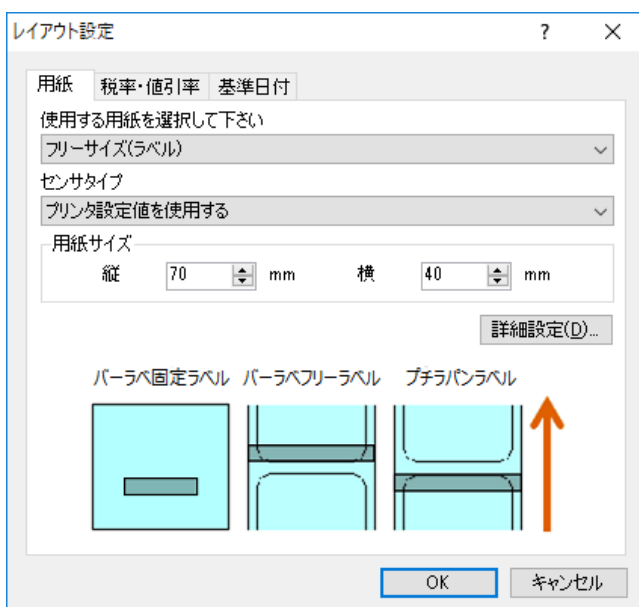 レイアウト設定 ?
用紙 税率・値引率 基準日付
使用する用紙を選択して下さい
フリーサイズ(ラベル)
センサタイプ
プリンタ設定値を使用する
用紙サイズ
縦 70 mm 横 40 mm
詳細設定(D)...
バーラベ固定ラベル バーラベフリーラベル プチラパンラベル
OK キャンセル